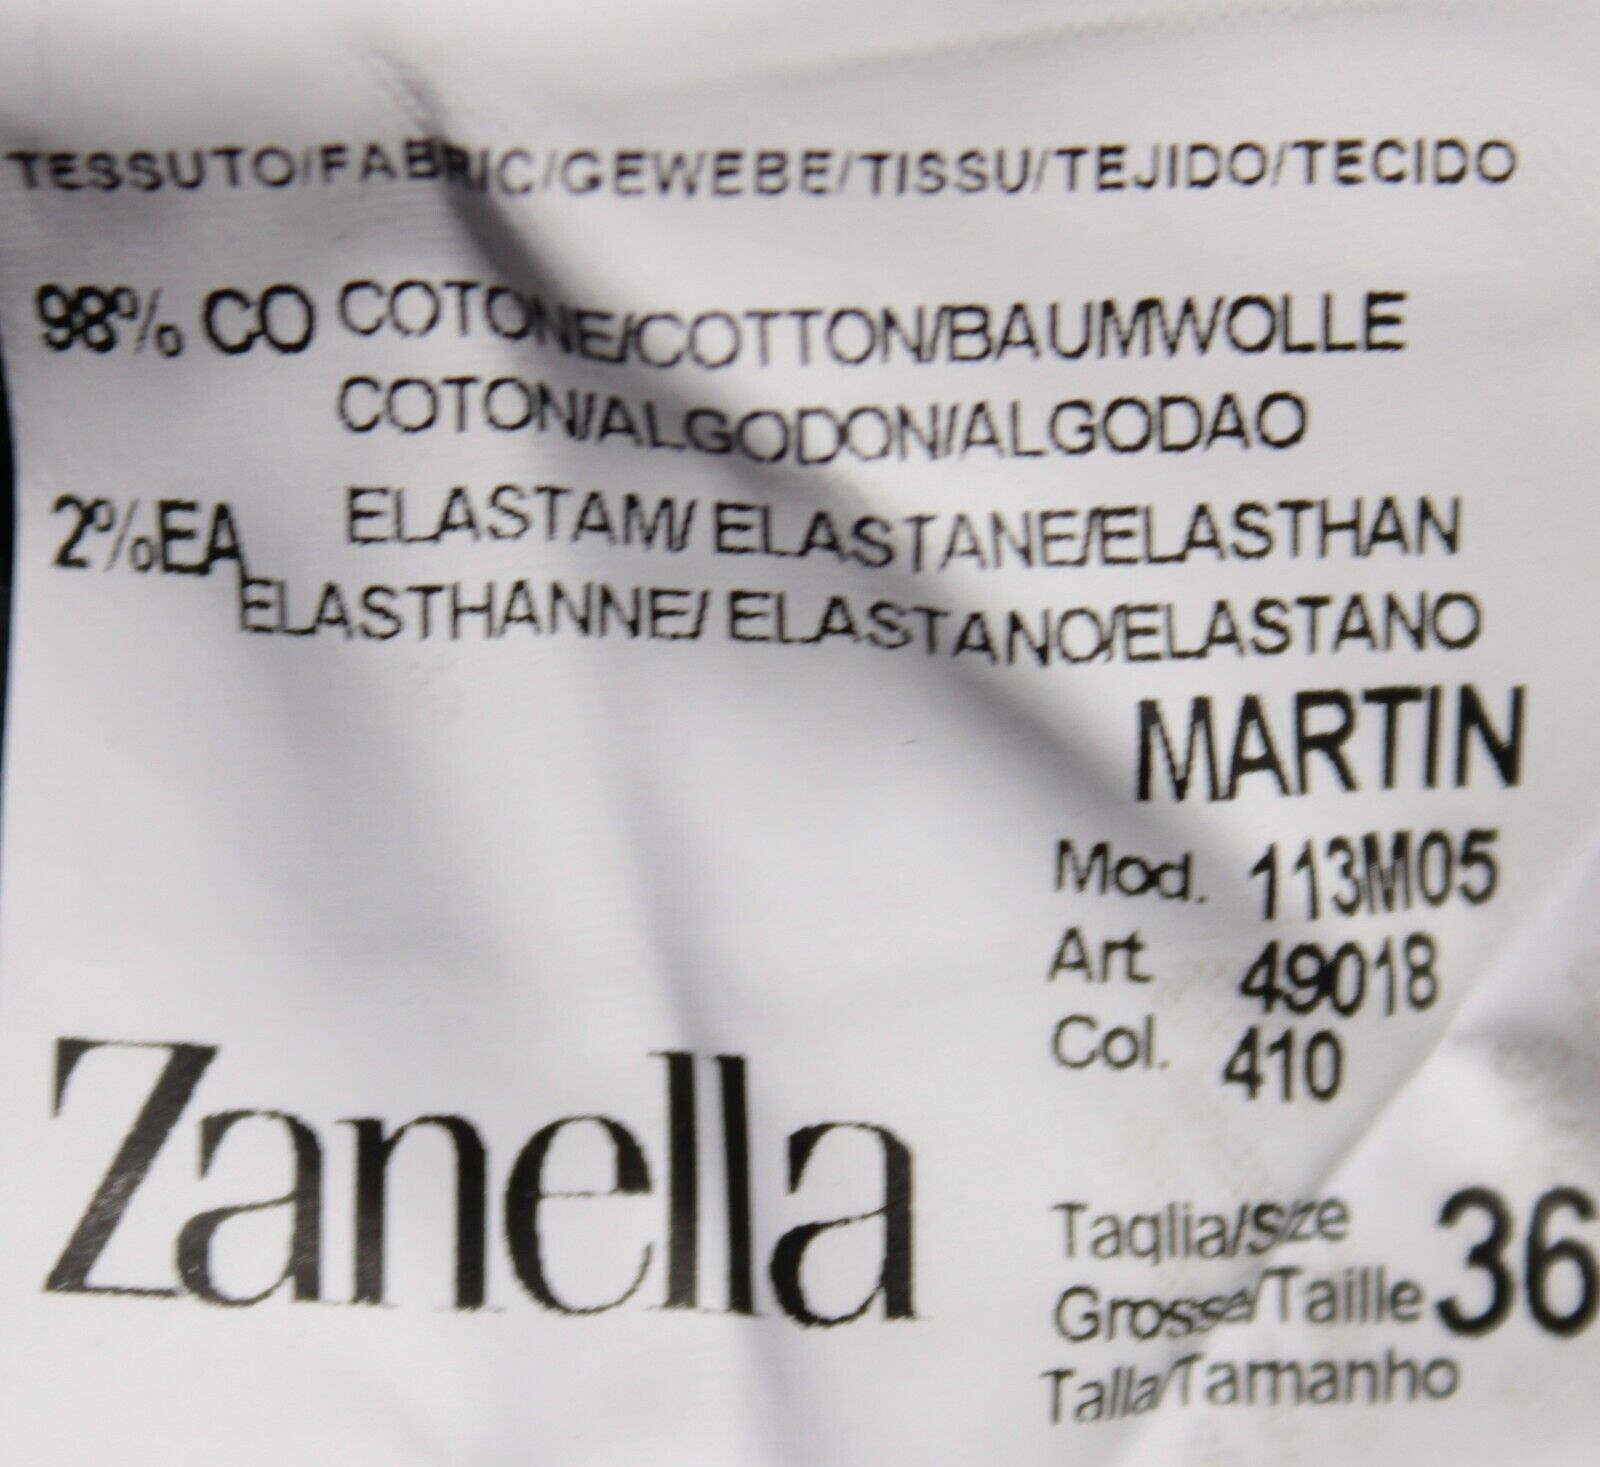 TESSUTO/FABRIC/GEWEBE/TISSU/TEJIDO/TECIDO
98% CO COTONE/COTTON/BAUMWOLLE
COTON/ALGODON/ALGODAO
2%EA ELASTAM/ ELASTANE/ELASTHAN
ELASTHANNE/ ELASTANO/ELASTANO
MARTIN
Mod. 113M05
Art 49018
Col. 410
Zanella
Taglia/Size
Grosse/Taille 36
Talla/Tamanho